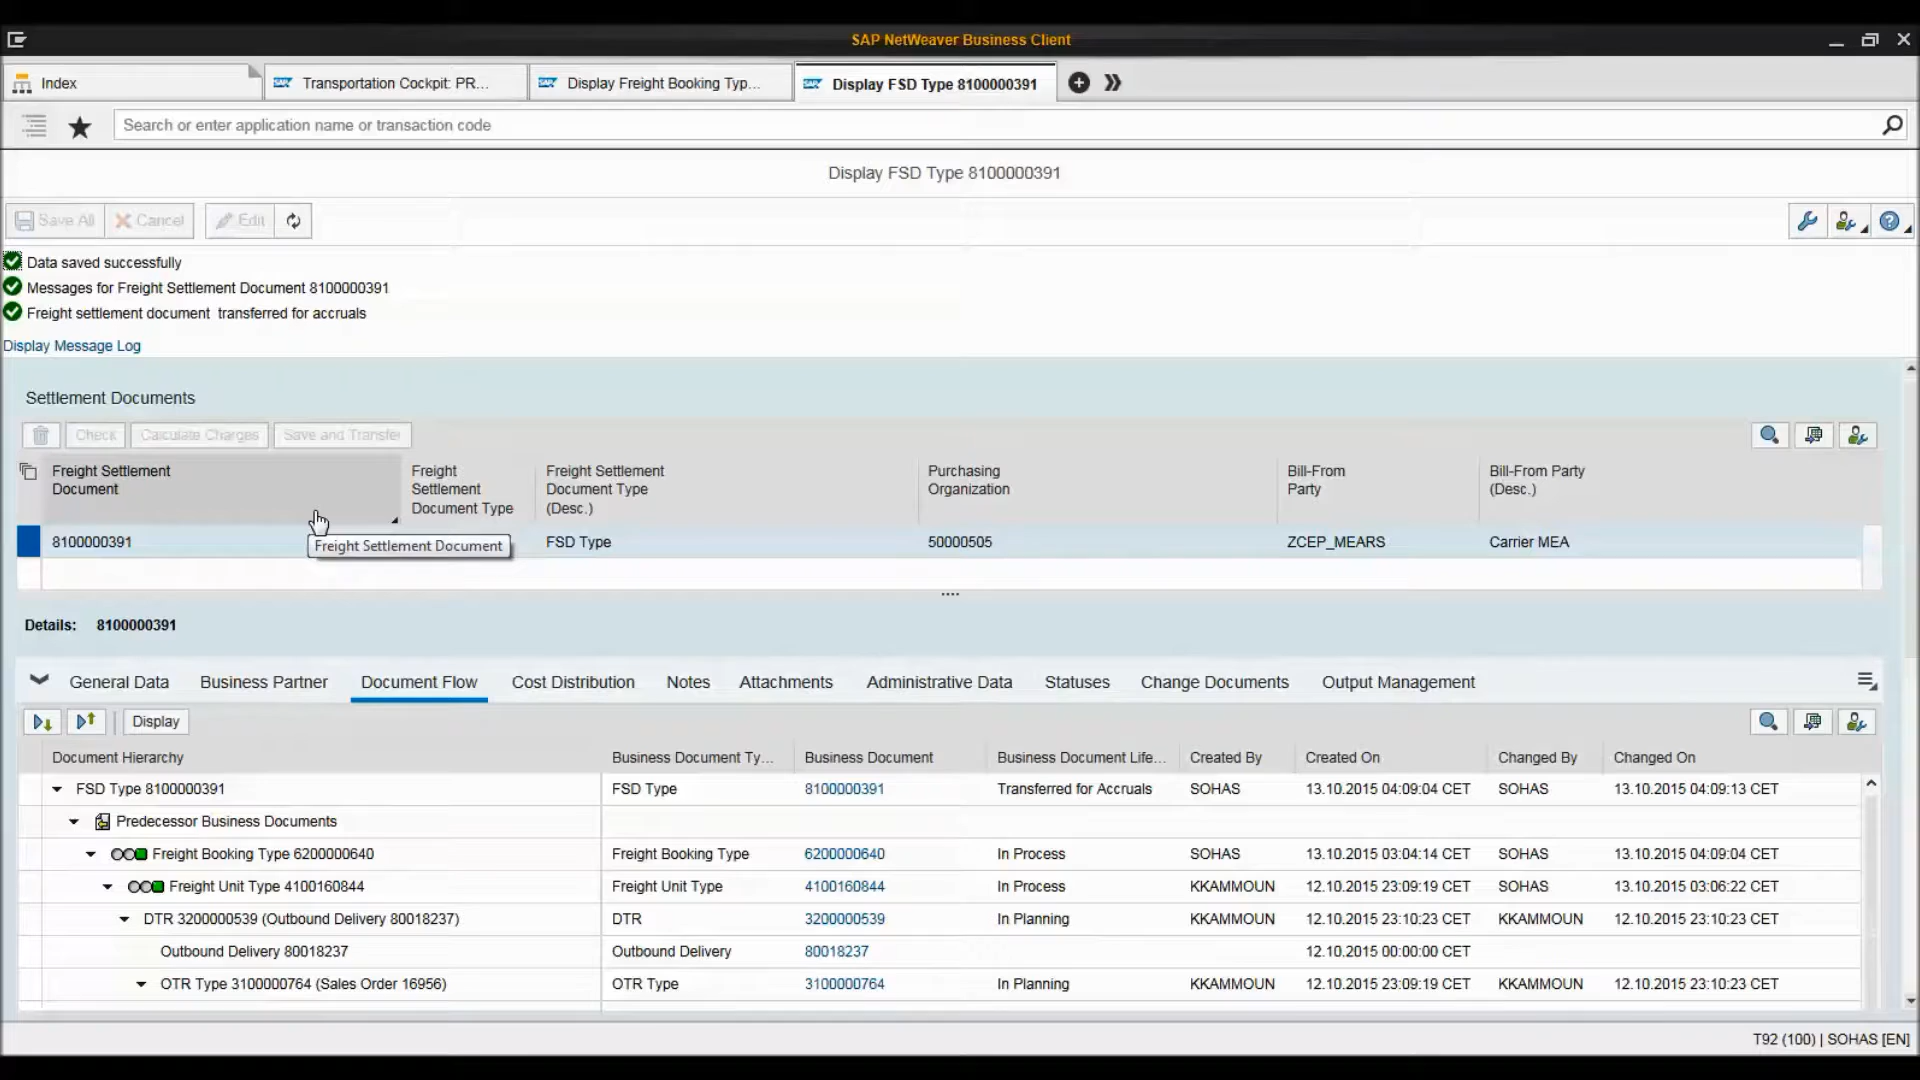 SAP NetWeaver Business Client
Index
Transportation Cockpit: PR...
Display Freight Booking Typ...
Display FSD Type 8100000391
Search or enter application name or transaction code
Display FSD Type 8100000391
Save All
Cancel
Edit
Data saved successfully
Messages for Freight Settlement Document 8100000391
Freight settlement document transferred for accruals
Display Message Log
Settlement Documents
Check
Calculate Charges
Save and Transfer
Freight Settlement
Document
Freight
Settlement
Document Type
Freight Settlement
Document Type
(Desc.)
Purchasing
Organization
Bill-From
Party
Bill-From Party
(Desc.)
8100000391
FSD Type
50000505
ZCEP_MEARS
Carrier MEA
Freight Settlement Document
Details: 8100000391
General Data
Business Partner
Document Flow
Cost Distribution
Notes
Attachments
Administrative Data
Statuses
Change Documents
Output Management
Display
Document Hierarchy
Business Document Ty...
Business Document
Business Document Life...
Created By
Created On
Changed By
Changed On
FSD Type 8100000391
FSD Type
8100000391
Transferred for Accruals
SOHAS
13.10.2015 04:09:04 CET
SOHAS
13.10.2015 04:09:13 CET
Predecessor Business Documents
Freight Booking Type 6200000640
Freight Booking Type
6200000640
In Process
SOHAS
13.10.2015 03:04:14 CET
SOHAS
13.10.2015 04:09:04 CET
Freight Unit Type 4100160844
Freight Unit Type
4100160844
In Process
KKAMMOUN
12.10.2015 23:09:19 CET
SOHAS
13.10.2015 03:06:22 CET
DTR 3200000539 (Outbound Delivery 80018237)
DTR
3200000539
In Planning
KKAMMOUN
12.10.2015 23:10:23 CET
KKAMMOUN
12.10.2015 23:10:23 CET
Outbound Delivery 80018237
Outbound Delivery
80018237
12.10.2015 00:00:00 CET
OTR Type 3100000764 (Sales Order 16956)
OTR Type
3100000764
In Planning
KKAMMOUN
12.10.2015 23:09:19 CET
KKAMMOUN
12.10.2015 23:10:23 CET
T92 (100) | SOHAS [EN]